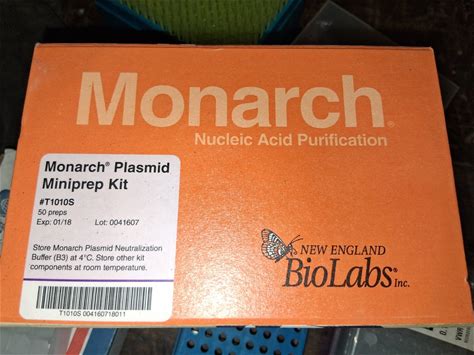 Monarch®
Nucleic Acid Purification
Monarch® Plasmid
Miniprep Kit
#T1010S
50 preps
Exp: 01/18 Lot: 0041607
Store Monarch Plasmid Neutralization
Buffer (B3) at 4°C. Store other kit
components at room temperature.
T1010S 004160718011
NEW ENGLAND
BioLabs® Inc.
VWR